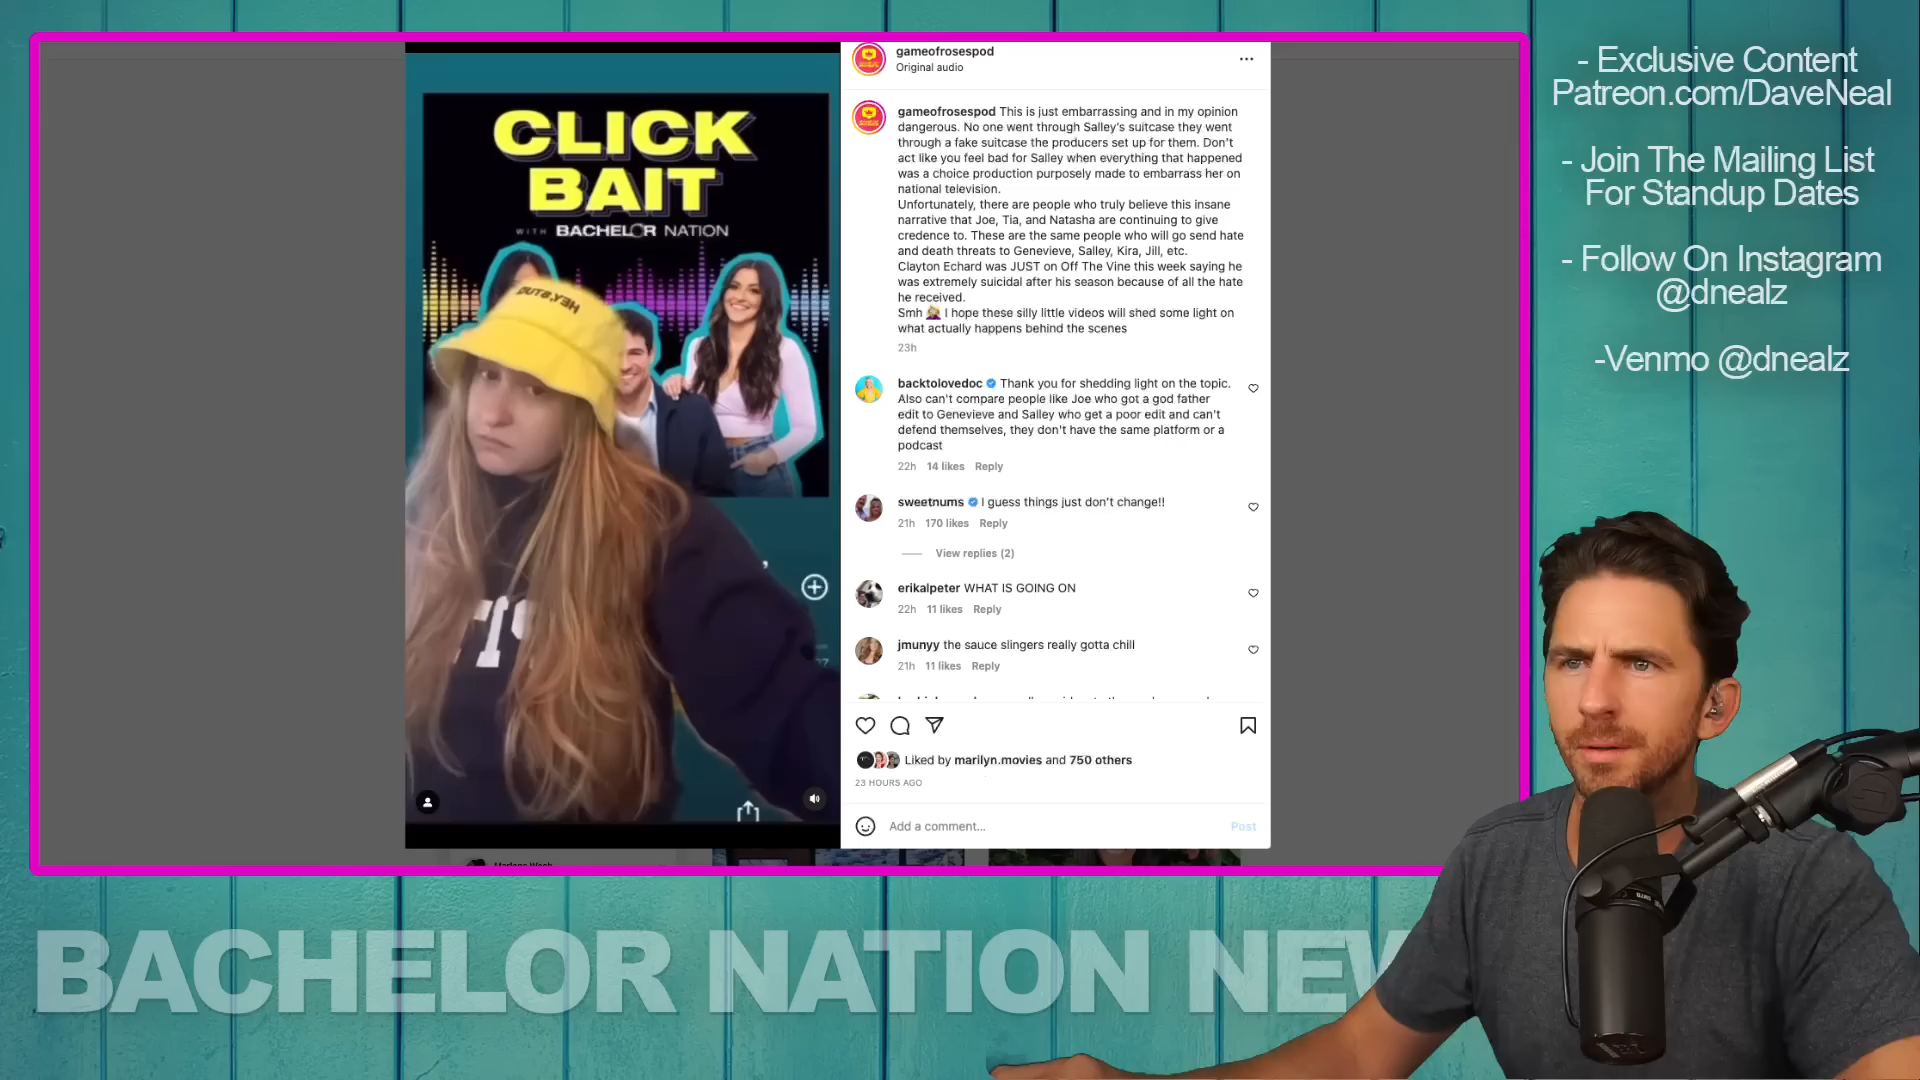 CLICK
BAIT
WITH BACHELOR NATION
HEY, STUD
gameofrosespod
Original audio
gameofrosespod This is just embarrassing and in my opinion
dangerous. No one went through Salley's suitcase they went
through a fake suitcase the producers set up for them. Don't
act like you feel bad for Salley when everything that happened
was a choice production purposely made to embarrass her on
national television.
Unfortunately, there are people who truly believe this insane
narrative that Joe, Tia, and Natasha are continuing to give
credence to. These are the same people who will go send hate
and death threats to Genevieve, Salley, Kira, Jill, etc.
Clayton Echard was JUST on Off The Vine this week saying he
was extremely suicidal after his season because of all the hate
he received.
Smh 🤦‍♀️ I hope these silly little videos will shed some light on
what actually happens behind the scenes
23h
backtolovedoc Thank you for shedding light on the topic.
Also can't compare people like Joe who got a god father
edit to Genevieve and Salley who get a poor edit and can't
defend themselves, they don't have the same platform or a
podcast
22h 14 likes Reply
sweetnums I guess things just don't change!!
21h 170 likes Reply
View replies (2)
erikalpeter WHAT IS GOING ON
22h 11 likes Reply
jmunyy the sauce slingers really gotta chill
21h 11 likes Reply
Liked by marilyn.movies and 750 others
23 HOURS AGO
Add a comment... Post
- Exclusive Content
Patreon.com/DaveNeal
- Join The Mailing List
For Standup Dates
- Follow On Instagram
@dnealz
-Venmo @dnealz
BACHELOR NATION NEW